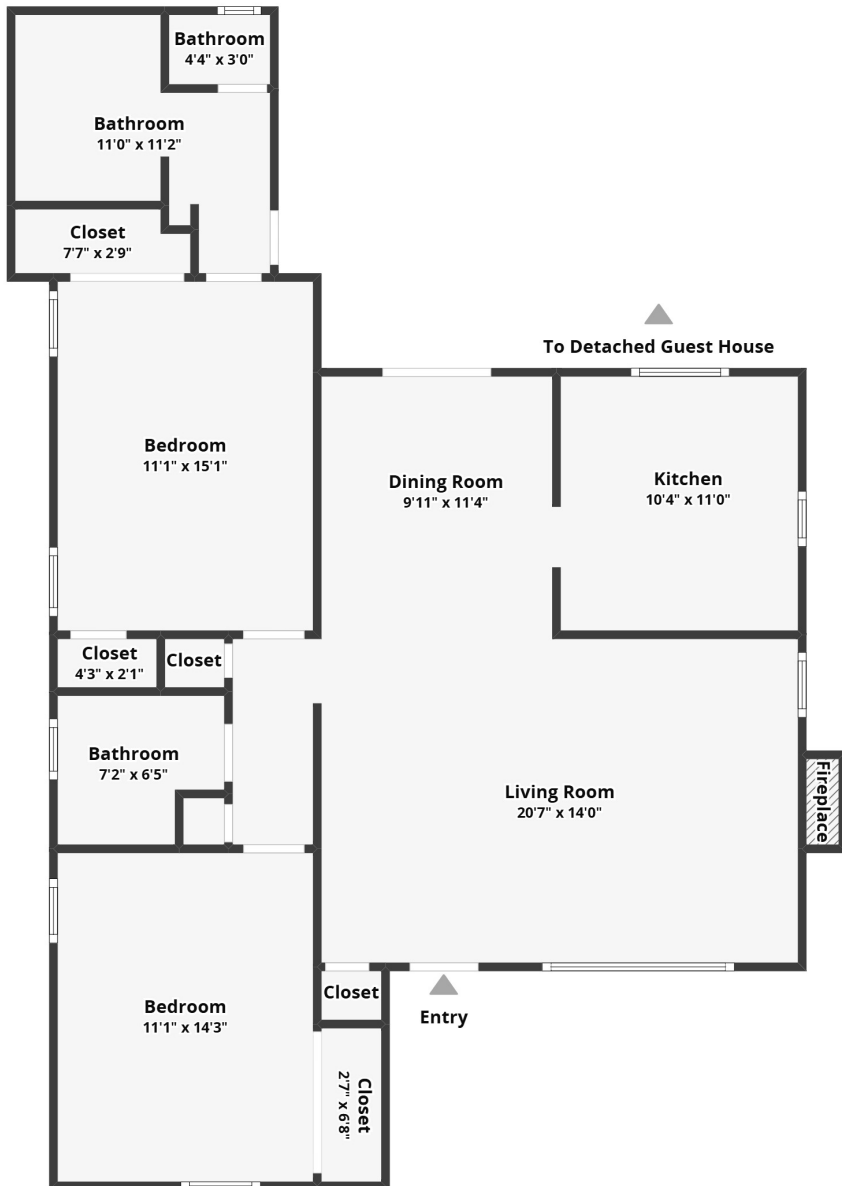 Bathroom
4'4" x 3'0"
Bathroom
11'0" x 11'2"
Closet
7'7" x 2'9"
To Detached Guest House
Bedroom
11'1" x 15'1"
Dining Room
9'11" x 11'4"
Kitchen
10'4" x 11'0"
Closet
4'3" x 2'1"
Closet
Bathroom
7'2" x 6'5"
Living Room
20'7" x 14'0"
Fireplace
Bedroom
11'1" x 14'3"
Closet
Entry
Closet
2'7" x 6'8"